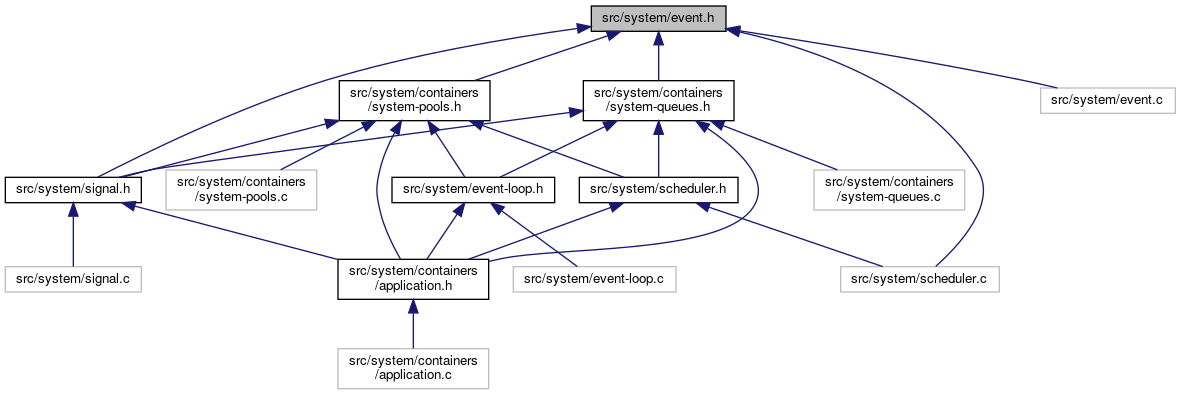 src/system/event.h
src/system/containers
/system-pools.h
src/system/containers
/system-queues.h
src/system/event.c
src/system/signal.h
src/system/containers
/system-pools.c
src/system/event-loop.h
src/system/scheduler.h
src/system/containers
/system-queues.c
src/system/signal.c
src/system/containers
/application.h
src/system/event-loop.c
src/system/scheduler.c
src/system/containers
/application.c